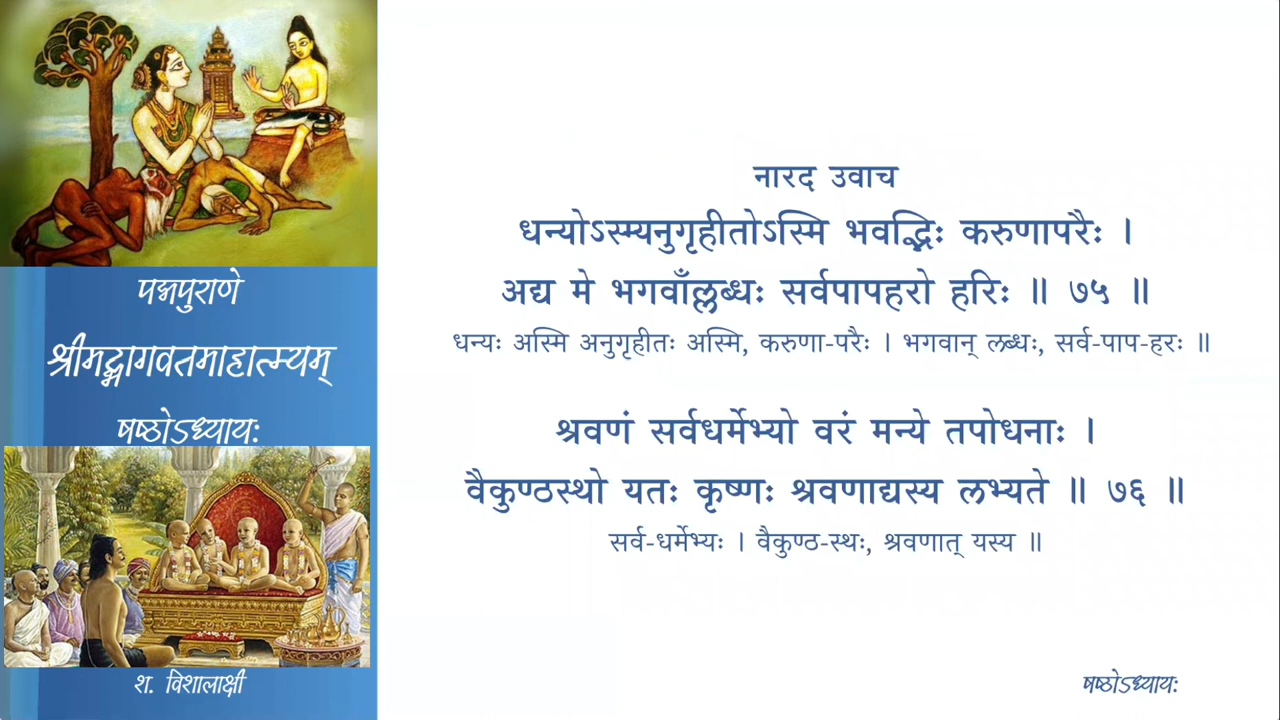 पद्मपुराणे
श्रीमद्भागवतमाहात्म्यम्
षष्ठोऽध्यायः
श. विशालाक्षी
नारद उवाच
धन्योऽस्म्यनुगृहीतोऽस्मि भवद्भिः करुणापरैः ।
अद्य मे भगवाँल्लब्धः सर्वपापहरो हरिः ॥ ७५ ॥
धन्यः अस्मि अनुगृहीतः अस्मि, करुणा-परैः । भगवान् लब्धः, सर्व-पाप-हरः ॥
श्रवणं सर्वधर्मेभ्यो वरं मन्ये तपोधनाः ।
वैकुण्ठस्थो यतः कृष्णः श्रवणाद्यस्य लभ्यते ॥ ७६ ॥
सर्व-धर्मेभ्यः । वैकुण्ठ-स्थः, श्रवणात् यस्य ॥
षष्ठोऽध्यायः